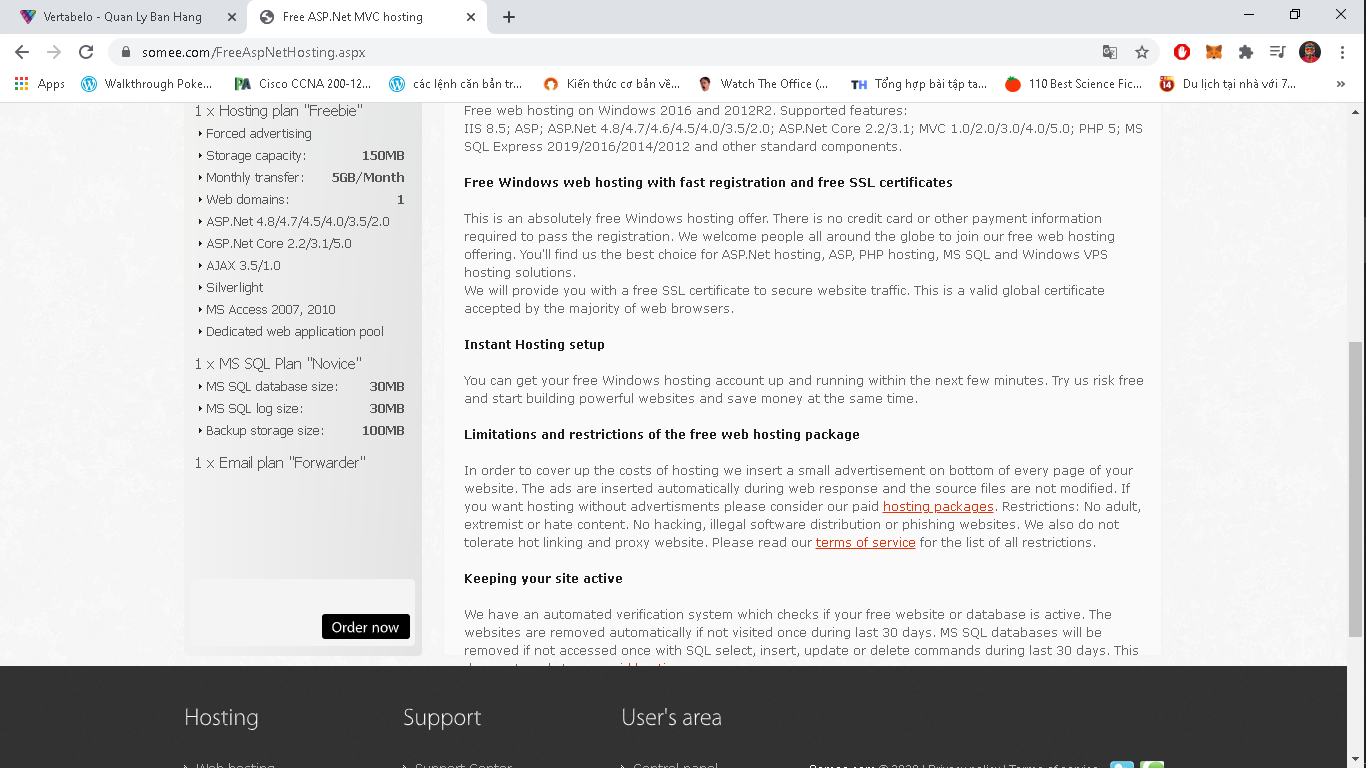 Vertabelo - Quan Ly Ban Hang
Free ASP.Net MVC hosting
somee.com/FreeAspNetHosting.aspx
Apps
Walkthrough Poke...
Cisco CCNA 200-12...
các lệnh căn bản tr...
Kiến thức cơ bản về...
Watch The Office (...
Tổng hợp bài tập ta...
110 Best Science Fic...
Du lịch tại nhà với 7...
»
1 x Hosting plan "Freebie"
Forced advertising
Storage capacity: 150MB
Monthly transfer: 5GB/Month
Web domains: 1
ASP.Net 4.8/4.7/4.5/4.0/3.5/2.0
ASP.Net Core 2.2/3.1/5.0
AJAX 3.5/1.0
Silverlight
MS Access 2007, 2010
Dedicated web application pool
1 x MS SQL Plan "Novice"
MS SQL database size: 30MB
MS SQL log size: 30MB
Backup storage size: 100MB
1 x Email plan "Forwarder"
Order now
Free web hosting on Windows 2016 and 2012R2. Supported features:
IIS 8.5; ASP; ASP.Net 4.8/4.7/4.6/4.5/4.0/3.5/2.0; ASP.Net Core 2.2/3.1; MVC 1.0/2.0/3.0/4.0/5.0; PHP 5; MS
SQL Express 2019/2016/2014/2012 and other standard components.
Free Windows web hosting with fast registration and free SSL certificates
This is an absolutely free Windows hosting offer. There is no credit card or other payment information
required to pass the registration. We welcome people all around the globe to join our free web hosting
offering. You'll find us the best choice for ASP.Net hosting, ASP, PHP hosting, MS SQL and Windows VPS
hosting solutions.
We will provide you with a free SSL certificate to secure website traffic. This is a valid global certificate
accepted by the majority of web browsers.
Instant Hosting setup
You can get your free Windows hosting account up and running within the next few minutes. Try us risk free
and start building powerful websites and save money at the same time.
Limitations and restrictions of the free web hosting package
In order to cover up the costs of hosting we insert a small advertisement on bottom of every page of your
website. The ads are inserted automatically during web response and the source files are not modified. If
you want hosting without advertisments please consider our paid hosting packages. Restrictions: No adult,
extremist or hate content. No hacking, illegal software distribution or phishing websites. We also do not
tolerate hot linking and proxy website. Please read our terms of service for the list of all restrictions.
Keeping your site active
We have an automated verification system which checks if your free website or database is active. The
websites are removed automatically if not visited once during last 30 days. MS SQL databases will be
removed if not accessed once with SQL select, insert, update or delete commands during last 30 days. This
Hosting
Support
User's area
Web hosting
Support Center
Control panel